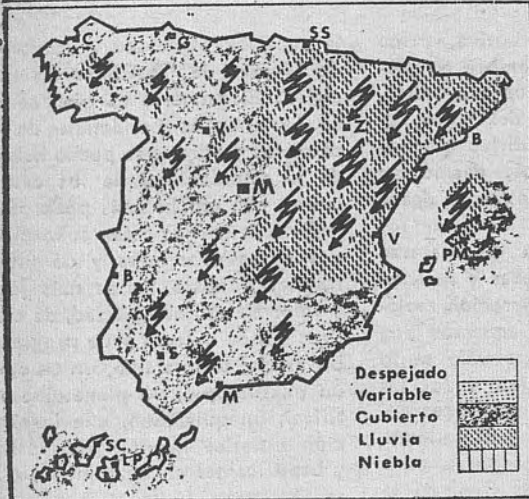 C
G
SS
V
Z
B
M
V
PM
B
S
M
SC
LP
Despejado
Variable
Cubierto
Lluvia
Niebla